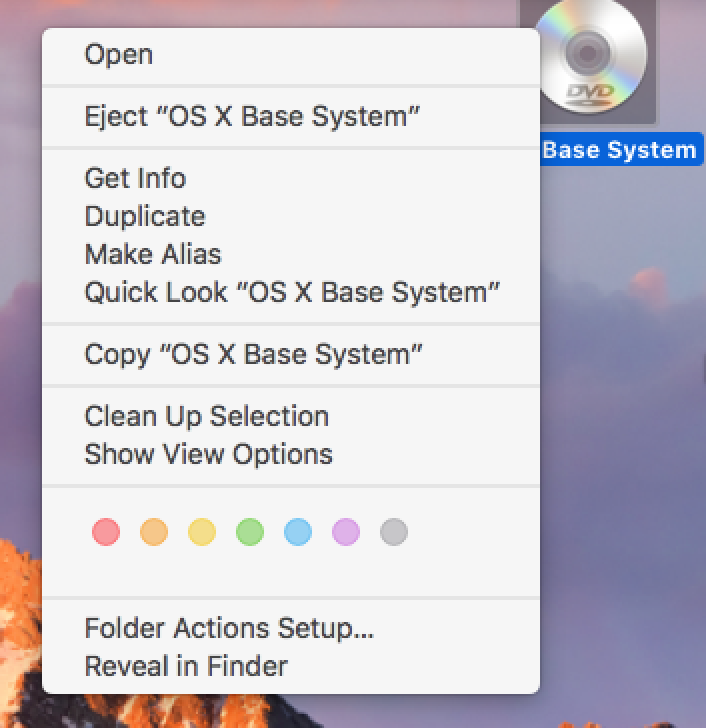 DVD
Base System
Open
Eject “OS X Base System”
Get Info
Duplicate
Make Alias
Quick Look “OS X Base System”
Copy “OS X Base System”
Clean Up Selection
Show View Options
Folder Actions Setup...
Reveal in Finder